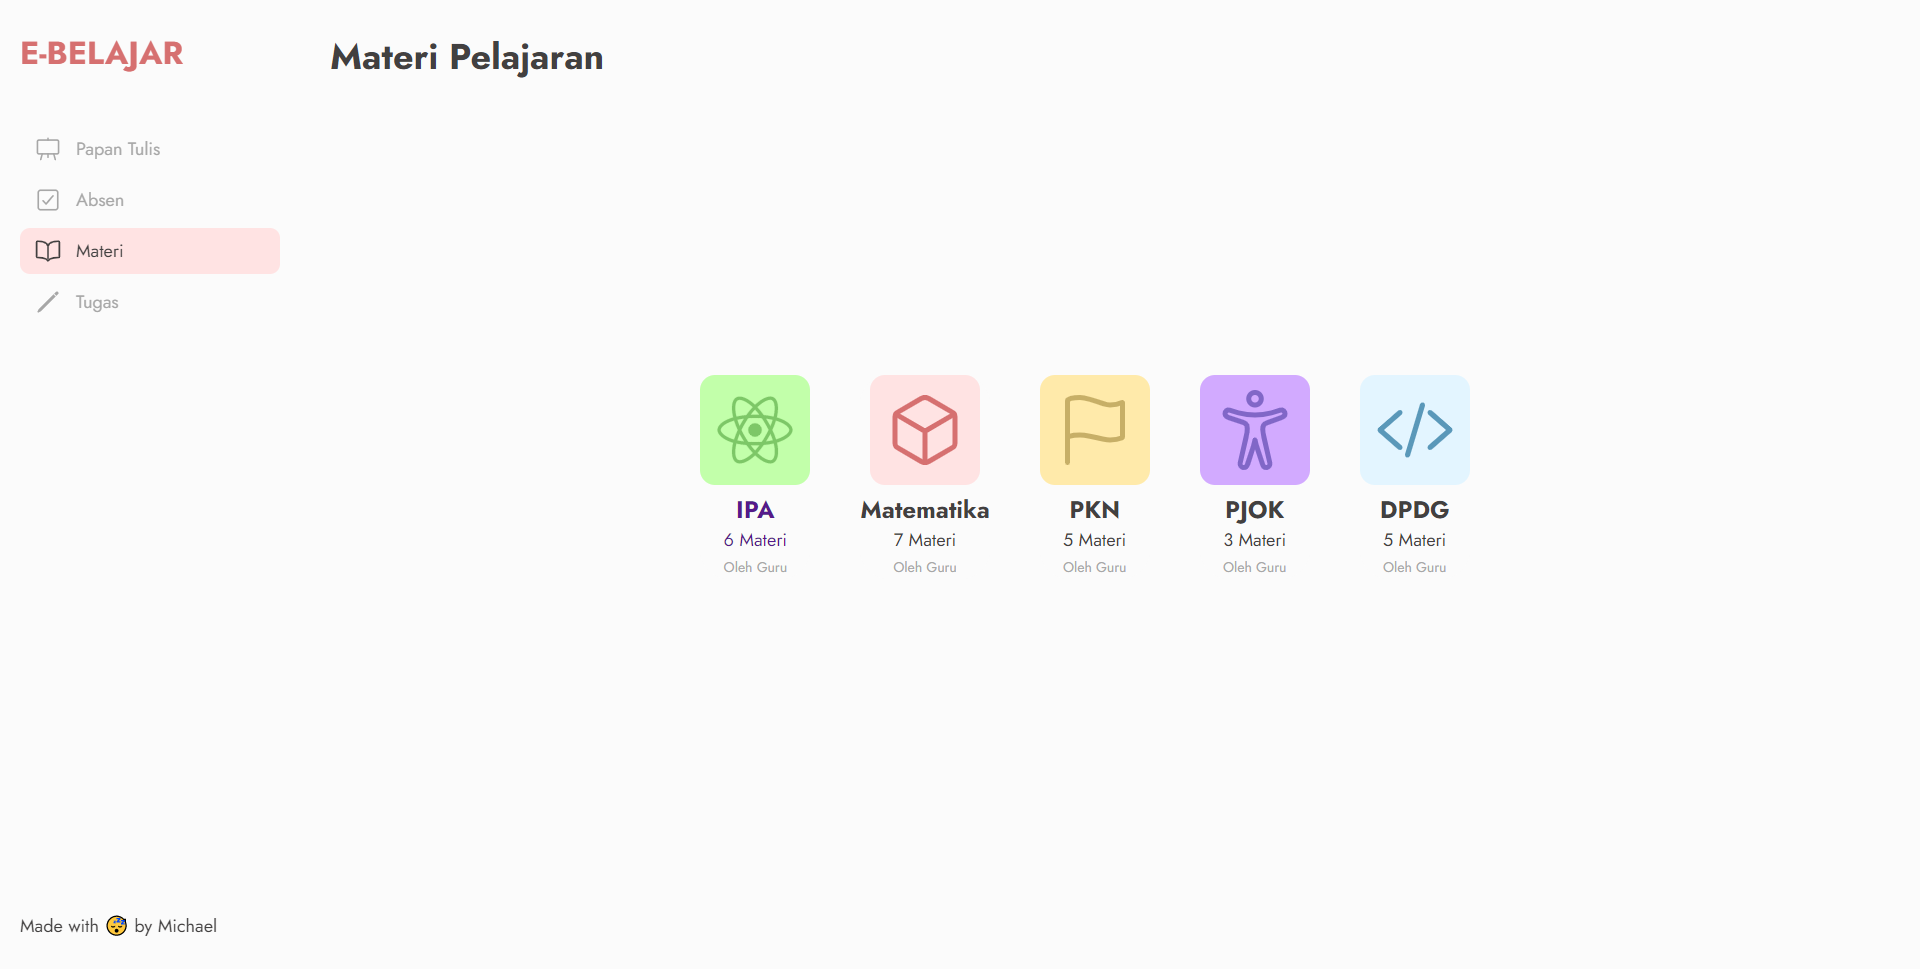 E-BELAJAR
Papan Tulis
Absen
Materi
Tugas
Made with 😴 by Michael
Materi Pelajaran
IPA
6 Materi
Oleh Guru
Matematika
7 Materi
Oleh Guru
PKN
5 Materi
Oleh Guru
PJOK
3 Materi
Oleh Guru
DPDG
5 Materi
Oleh Guru